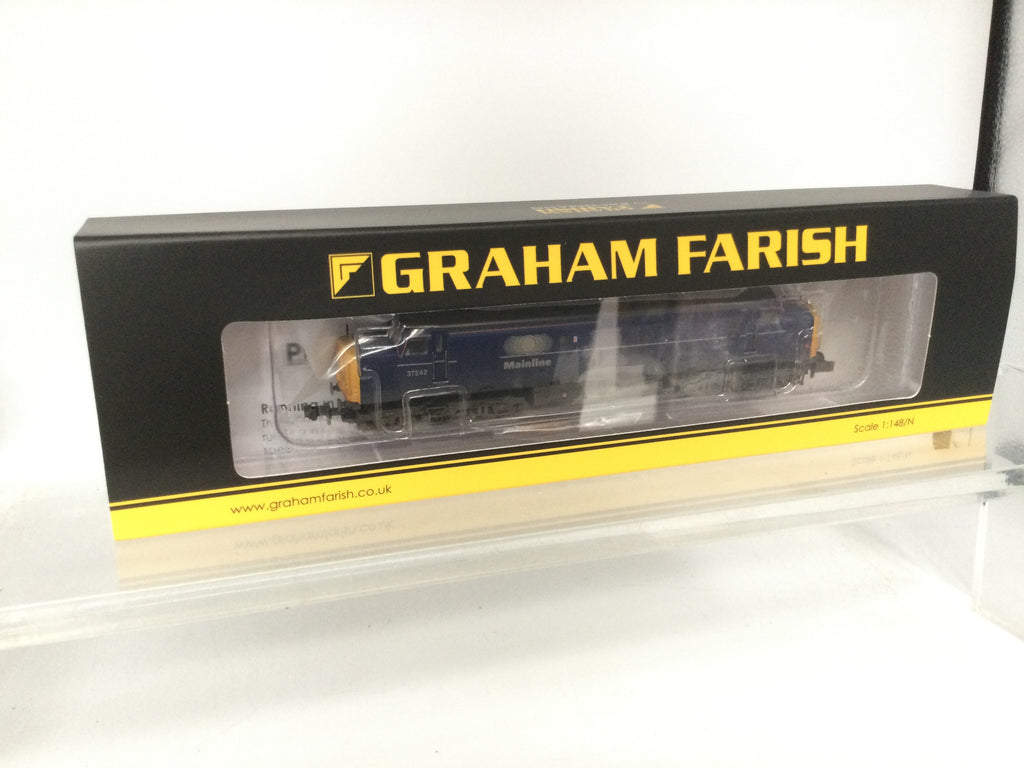 GRAHAM FARISH
37242
Mainline
Scale 1:148/N
www.grahamfarish.co.uk